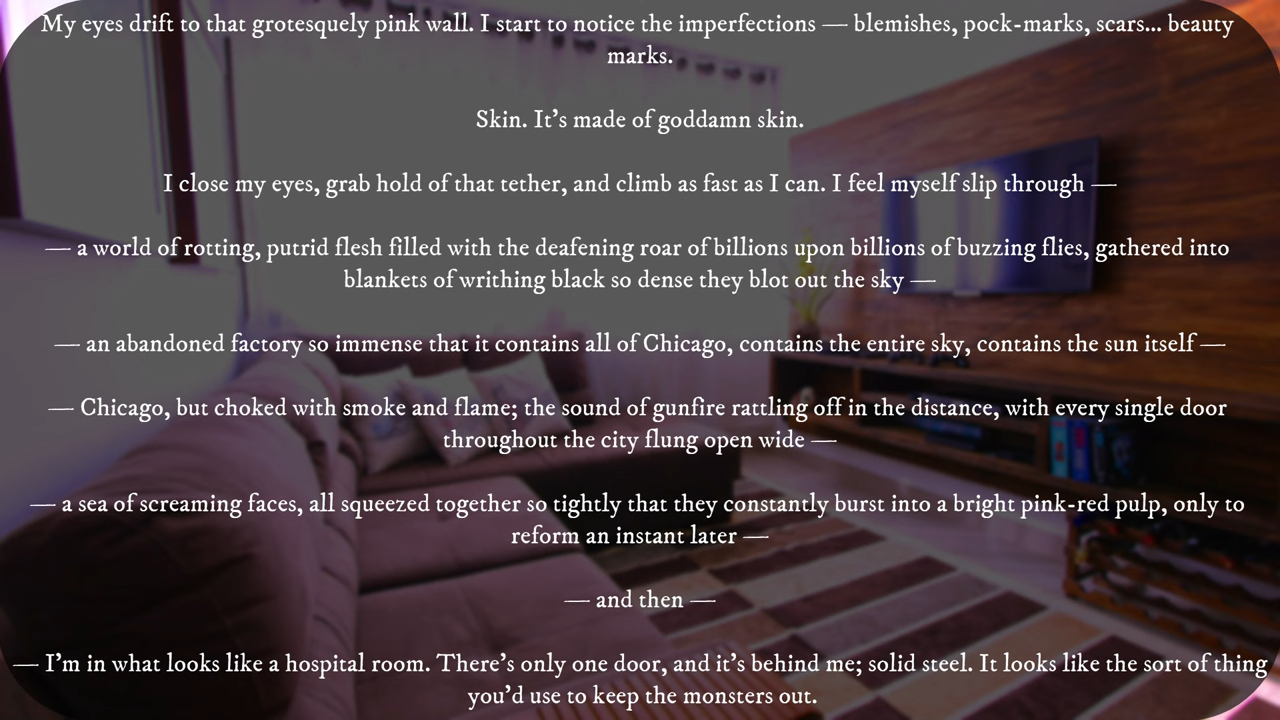 My eyes drift to that grotesquely pink wall. I start to notice the imperfections — blemishes, pock-marks, scars... beauty
marks.
Skin. It's made of goddamn skin.
I close my eyes, grab hold of that tether, and climb as fast as I can. I feel myself slip through —
— a world of rotting, putrid flesh filled with the deafening roar of billions upon billions of buzzing flies, gathered into
blankets of writhing black so dense they blot out the sky —
— an abandoned factory so immense that it contains all of Chicago, contains the entire sky, contains the sun itself —
— Chicago, but choked with smoke and flame; the sound of gunfire rattling off in the distance, with every single door
throughout the city flung open wide —
— a sea of screaming faces, all squeezed together so tightly that they constantly burst into a bright pink-red pulp, only to
reform an instant later —
— and then —
— I'm in what looks like a hospital room. There's only one door, and it's behind me; solid steel. It looks like the sort of thing
you'd use to keep the monsters out.